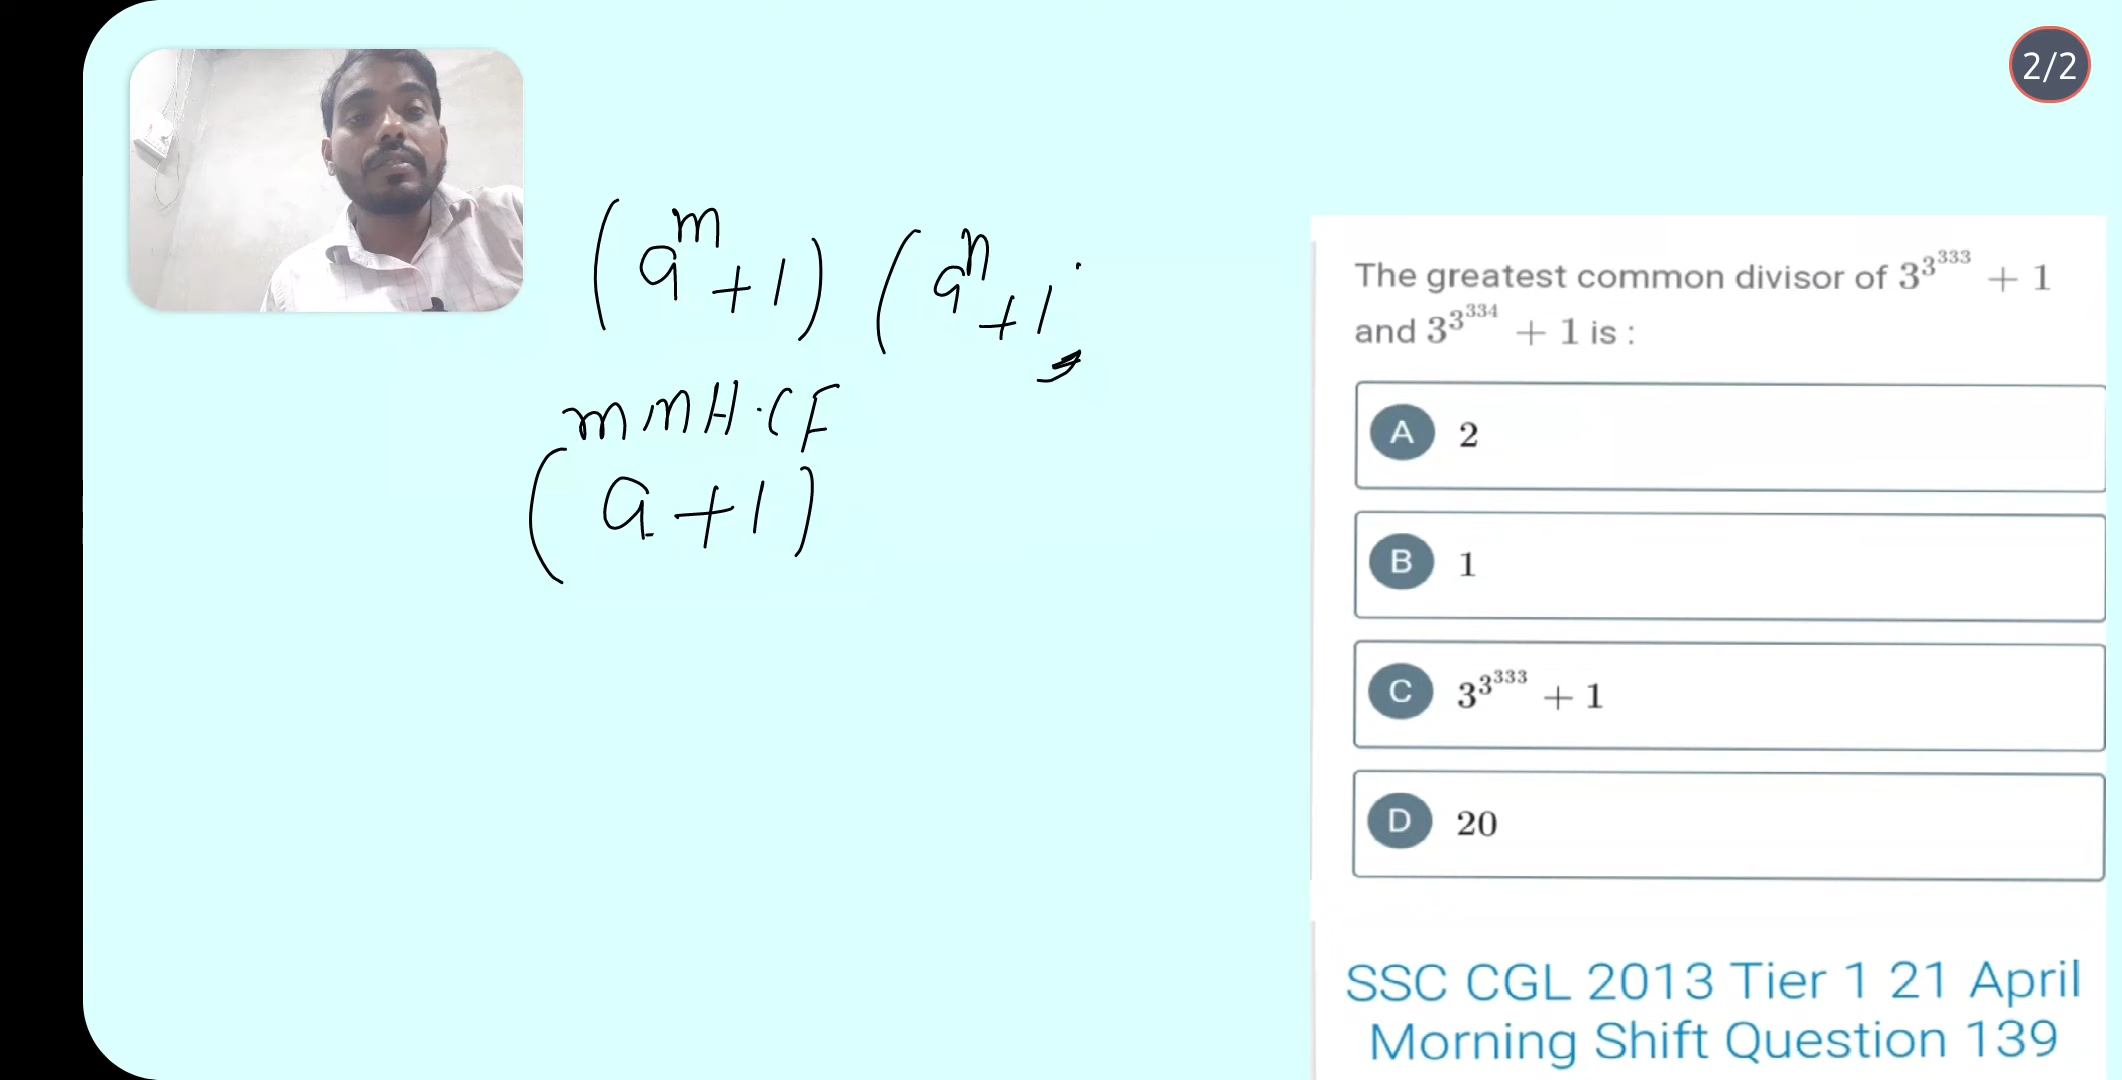 2/2
(a^m+1) (a^n+1,
m n H.C F
(a+1)
The greatest common divisor of 3^{3^{333}} + 1
and 3^{3^{334}} + 1 is :
A 2
B 1
C 3^{3^{333}} + 1
D 20
SSC CGL 2013 Tier 1 21 April
Morning Shift Question 139